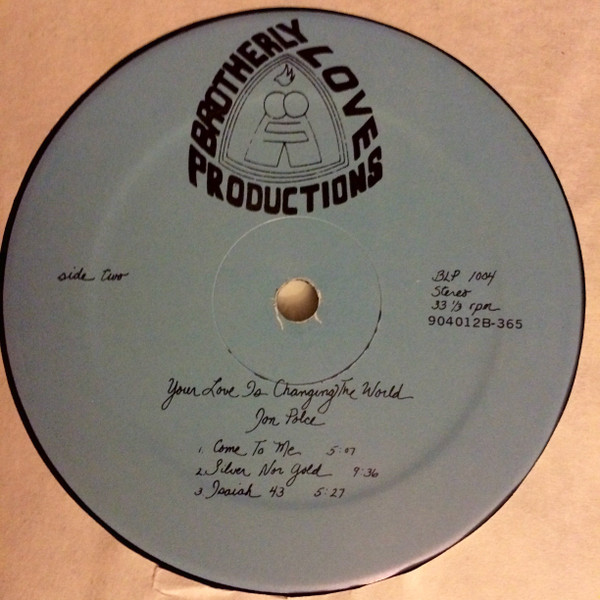 BROTHERLY LOVE
PRODUCTIONS
side two
BLP 1004
Stereo
33 1/3 rpm
904012B-365
Your Love Is Changing The World
Jon Polce
1. Come To Me 5:07
2. Silver Nor Gold 9:36
3. Isaiah 43 5:27